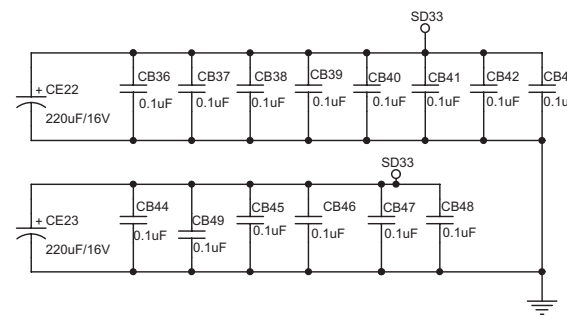 SD33
+ CE22
220uF/16V
CB36
0.1uF
CB37
0.1uF
CB38
0.1uF
CB39
0.1uF
CB40
0.1uF
CB41
0.1uF
CB42
0.1uF
SD33
+ CE23
220uF/16V
CB44
0.1uF
CB49
0.1uF
CB45
0.1uF
CB46
0.1uF
CB47
0.1uF
CB48
0.1uF